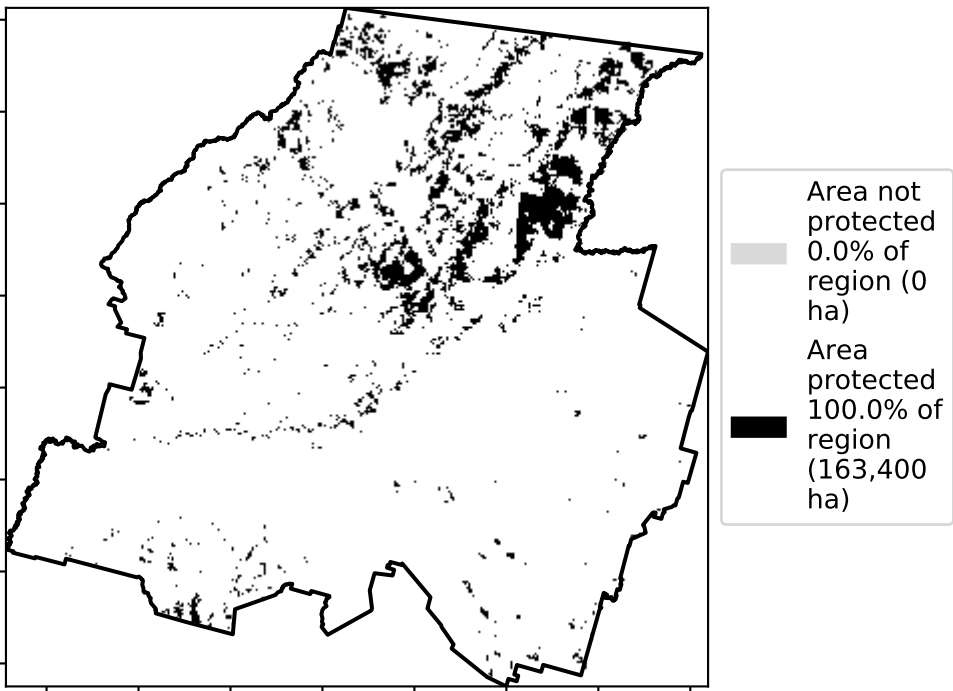 Area not
protected
0.0% of
region (0
ha)
Area
protected
100.0% of
region
(163,400
ha)